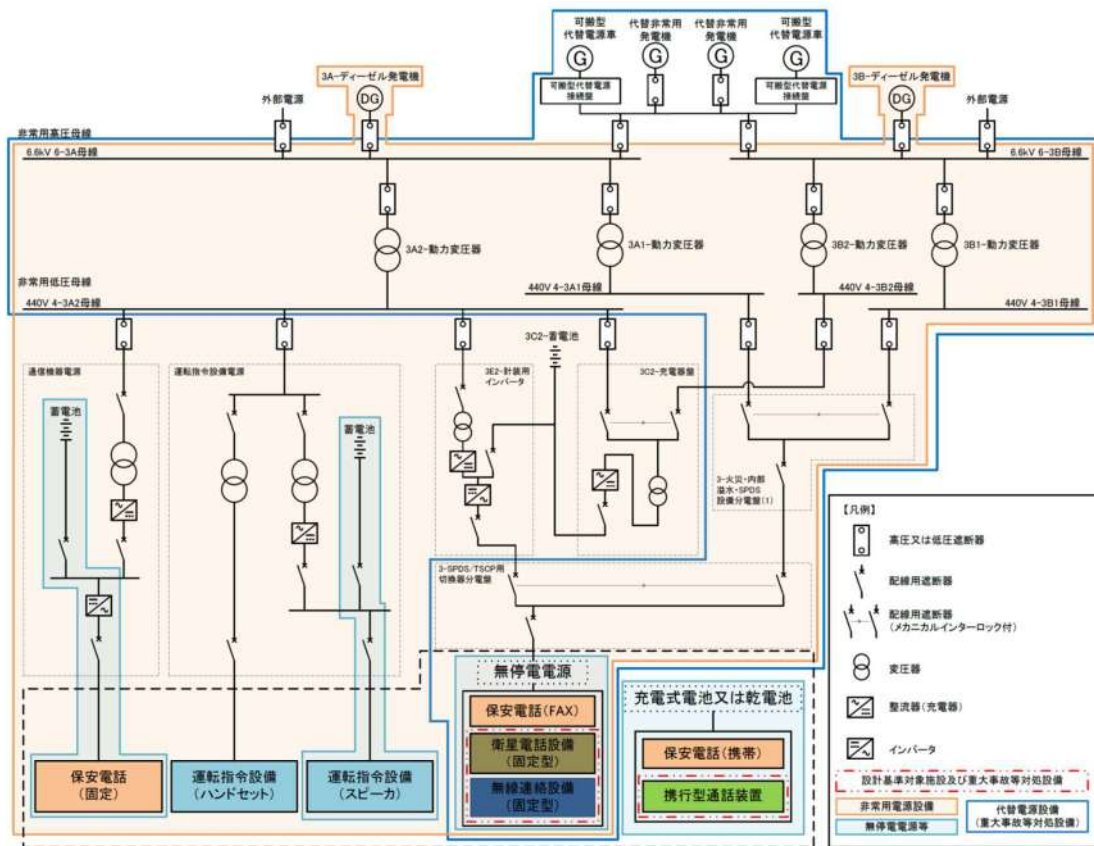 可搬型
代替電源車
代替非常用
発電機
代替非常用
発電機
可搬型
代替電源車
G
G
G
G
可搬型代替電源
接続盤
可搬型代替電源
接続盤
3A-ディーゼル発電機
3B-ディーゼル発電機
外部電源
DG
DG
外部電源
非常用高圧母線
6.6kV 6-3A母線
6.6kV 6-3B母線
3A2-動力変圧器
3A1-動力変圧器
3B2-動力変圧器
3B1-動力変圧器
非常用低圧母線
440V 4-3A1母線
440V 4-3B2母線
440V 4-3A2母線
440V 4-3B1母線
通信機器電源
運転指令設備電源
3E2-計装用
インバータ
3C2-蓄電池
3C2-充電器盤
蓄電池
蓄電池
3-火災・内部
溢水・SPDS
設備分電盤(1)
3-SPDS/TSCP用
切換器分電盤
無停電電源
保安電話(FAX)
衛星電話設備
(固定型)
無線連絡設備
(固定型)
充電式電池又は乾電池
保安電話(携帯)
携行型通話装置
保安電話
(固定)
運転指令設備
(ハンドセット)
運転指令設備
(スピーカ)
【凡例】
高圧又は低圧遮断器
配線用遮断器
配線用遮断器
(メカニカルインターロック付)
変圧器
整流器(充電器)
インバータ
設計基準対象施設及び重大事故等対処設備
非常用電源設備
無停電電源等
代替電源設備
(重大事故等対処設備)